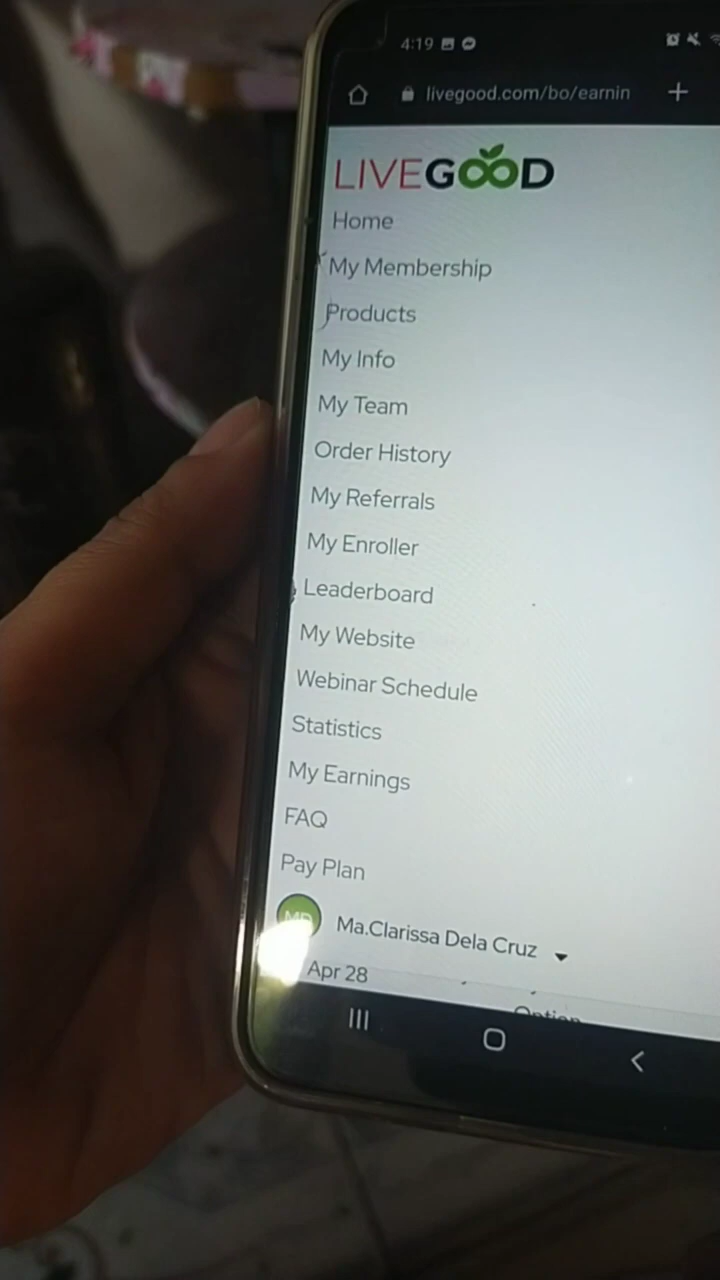 4:19
livegood.com/bo/earnin
LIVEGOOD
Home
My Membership
Products
My Info
My Team
Order History
My Referrals
My Enroller
Leaderboard
My Website
Webinar Schedule
Statistics
My Earnings
FAQ
Pay Plan
MD Ma.Clarissa Dela Cruz
Apr 28
Option